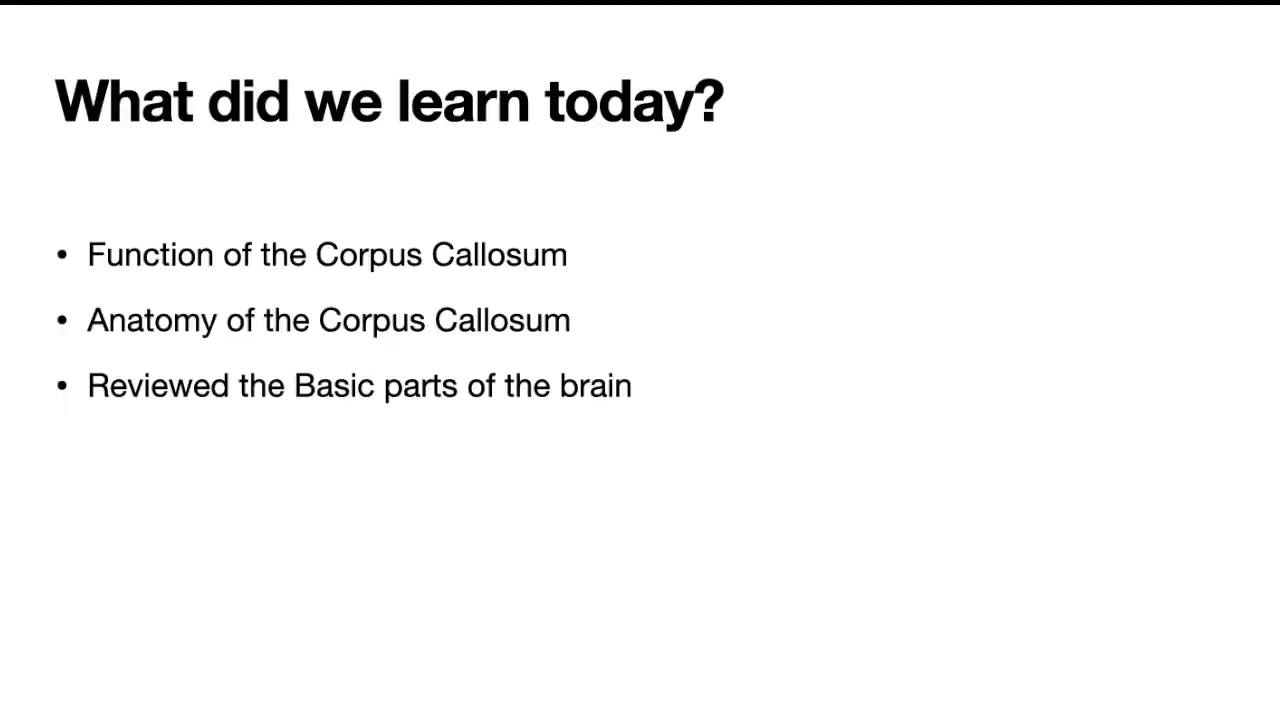 What did we learn today?
• Function of the Corpus Callosum
• Anatomy of the Corpus Callosum
• Reviewed the Basic parts of the brain